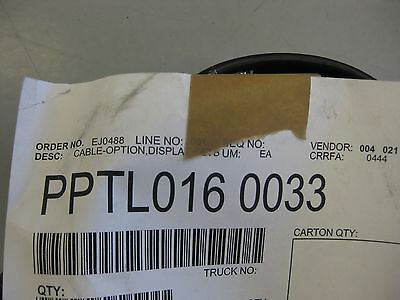 ORDER NO. EJ0488 LINE NO: EQ NO: VENDOR: 004 021
DESC: CABLE-OPTION,DISPLA UM: EA CRRFA: 0444
PPTL016 0033
CARTON QTY:
TRUCK NO:
QTY: